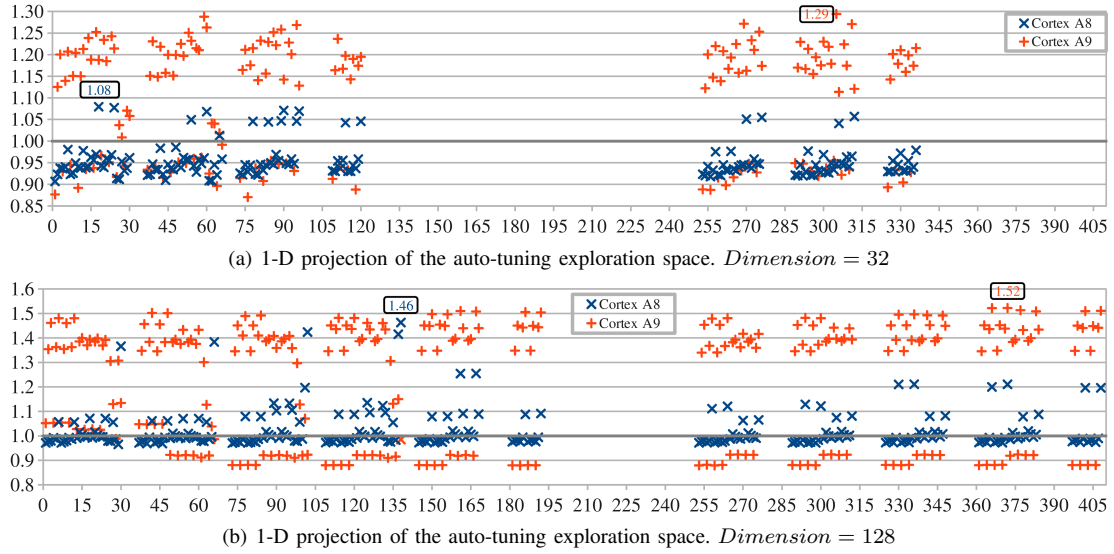 1.30
1.25
1.20
1.15
1.10
1.05
1.00
0.95
0.90
0.85
1.29
1.08
Cortex A8
Cortex A9
0 15 30 45 60 75 90 105 120 135 150 165 180 195 210 225 240 255 270 285 300 315 330 345 360 375 390 405
(a) 1-D projection of the auto-tuning exploration space. Dimension = 32
1.6
1.5
1.4
1.3
1.2
1.1
1.0
0.9
0.8
1.46
Cortex A8
Cortex A9
1.52
0 15 30 45 60 75 90 105 120 135 150 165 180 195 210 225 240 255 270 285 300 315 330 345 360 375 390 405
(b) 1-D projection of the auto-tuning exploration space. Dimension = 128